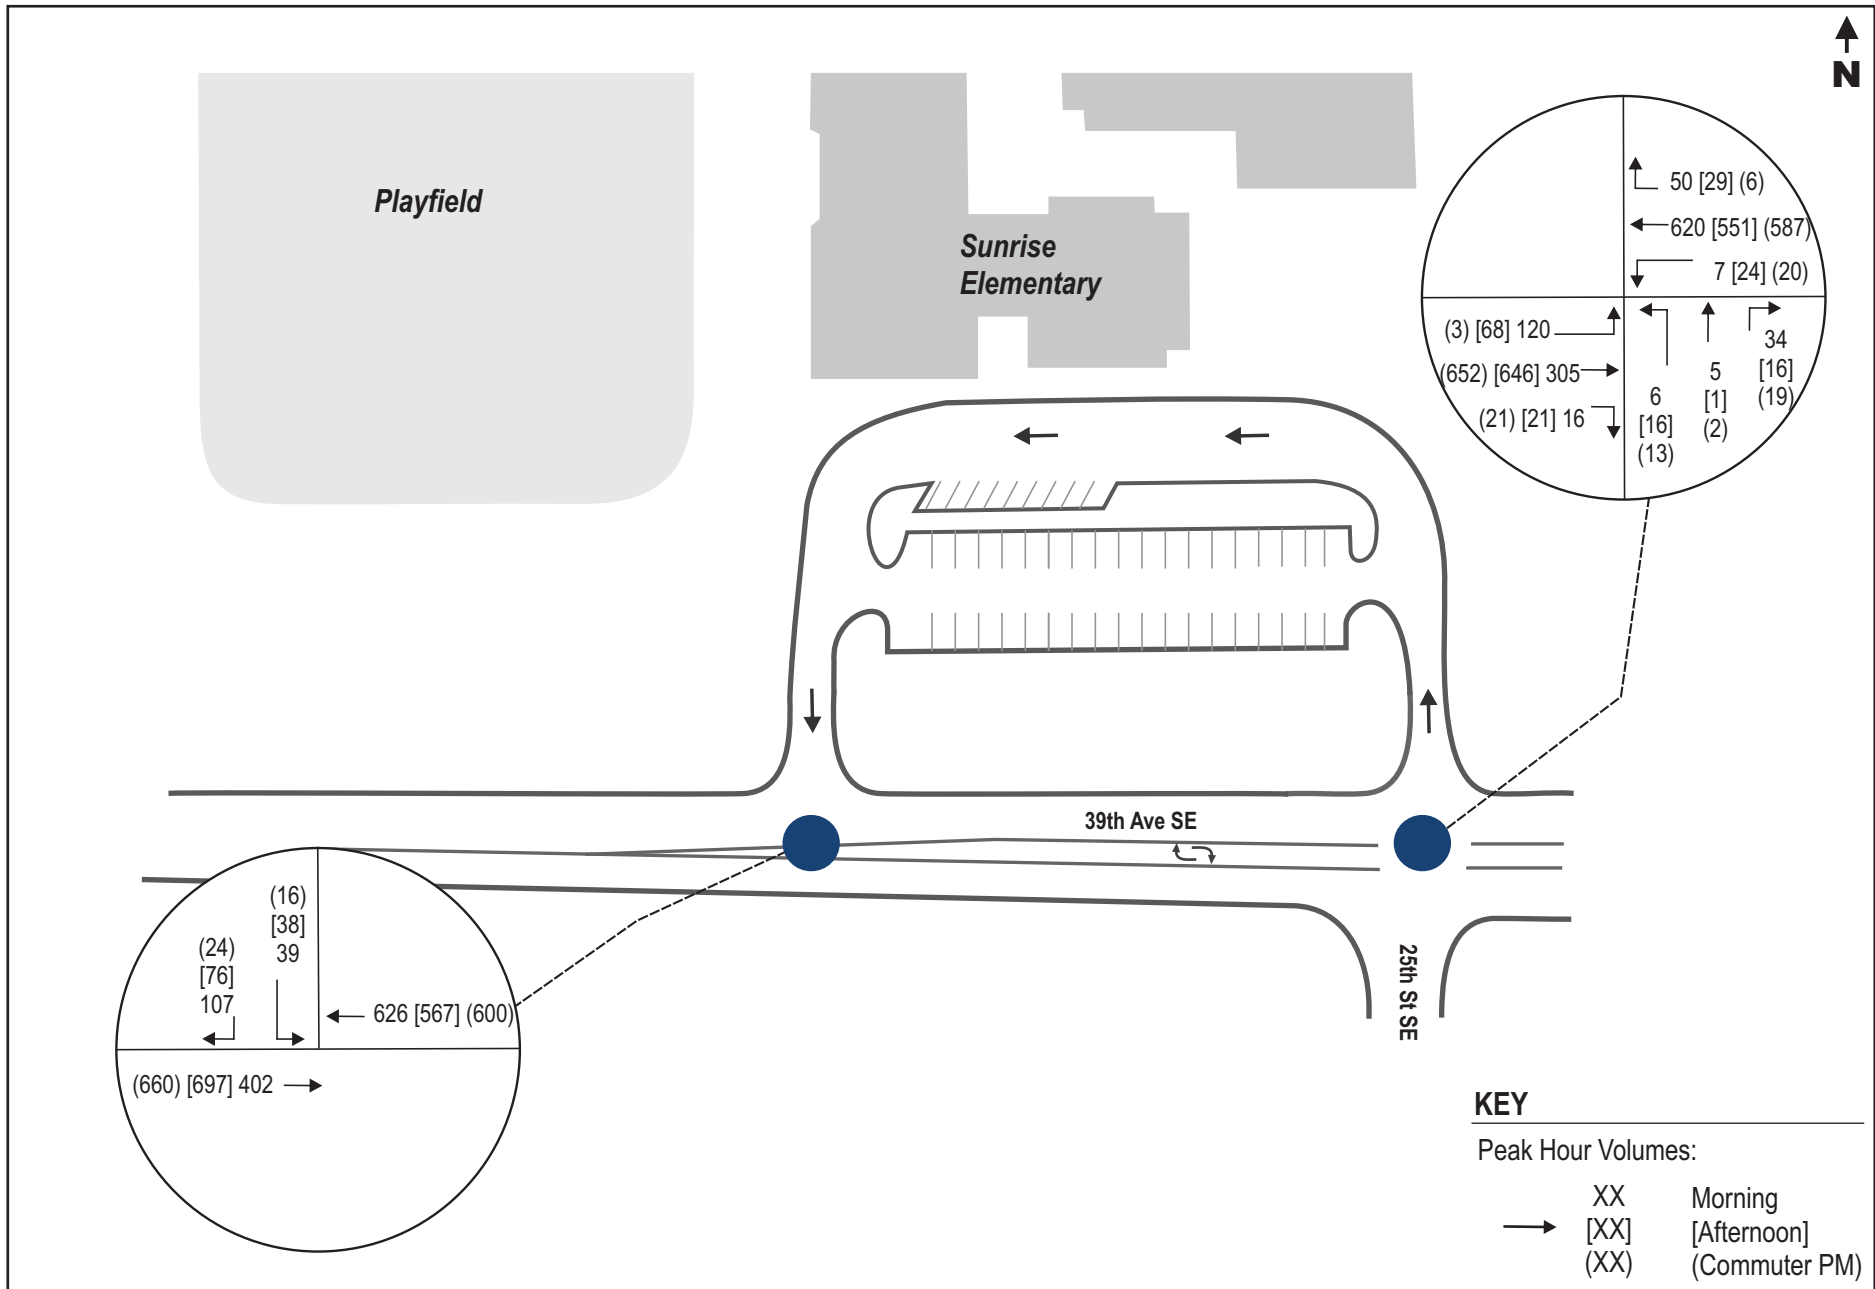 N
Playfield
Sunrise
Elementary
50 [29] (6)
620 [551] (587)
7 [24] (20)
(3) [68] 120
(652) [646] 305
(21) [21] 16
6
[16]
(13)
5
[1]
(2)
34
[16]
(19)
39th Ave SE
25th St SE
(24)
[76]
107
(16)
[38]
39
626 [567] (600)
(660) [697] 402
KEY
Peak Hour Volumes:
XX Morning
[XX] [Afternoon]
(XX) (Commuter PM)